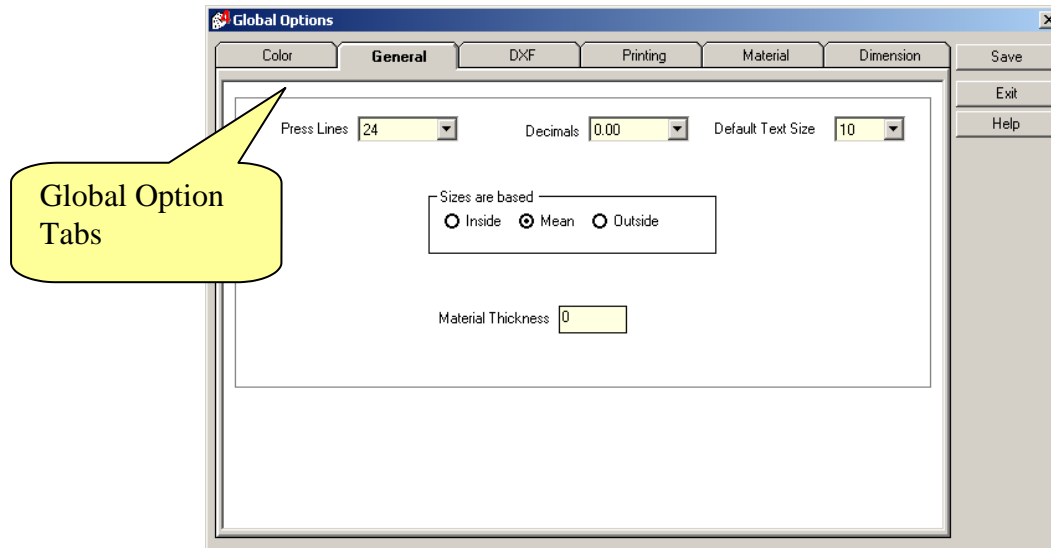 Global Options
Color General DXF Printing Material Dimension
Save
Exit
Help
Press Lines 24 Decimals 0.00 Default Text Size 10
Global Option
Tabs
Sizes are based
Inside Mean Outside
Material Thickness 0